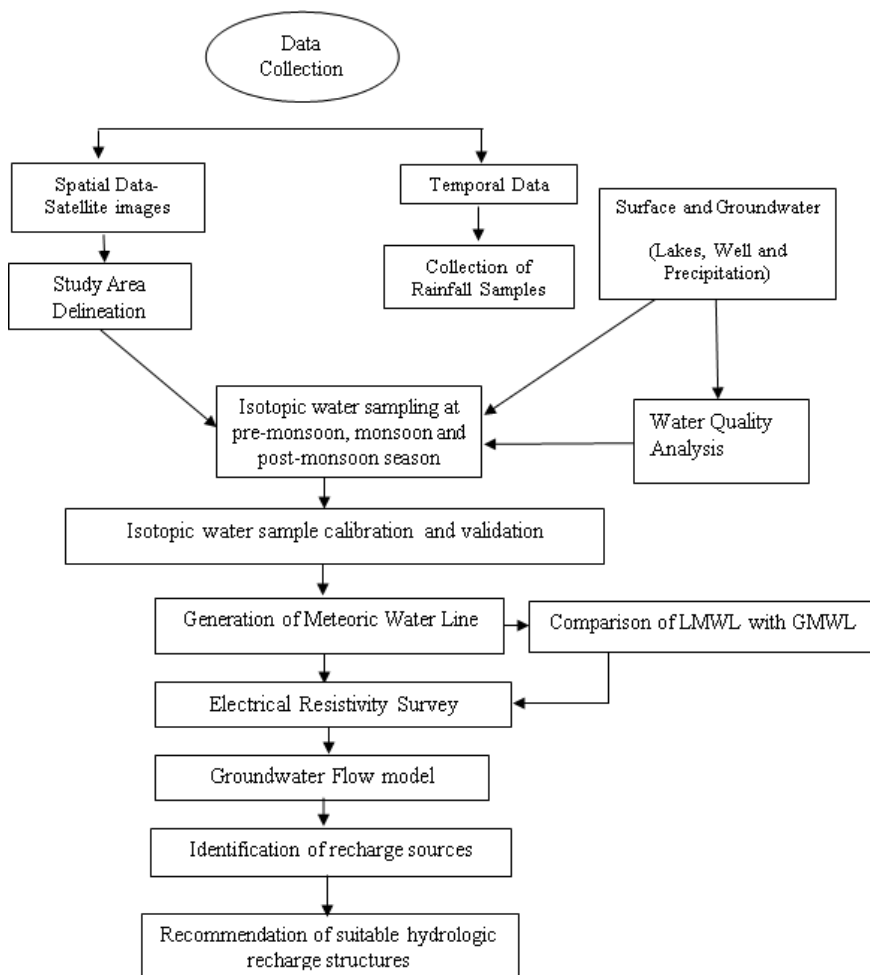 Data
Collection
Spatial Data-
Satellite images
Temporal Data
Surface and Groundwater
(Lakes, Well and
Precipitation)
Study Area
Delineation
Collection of
Rainfall Samples
Isotopic water sampling at
pre-monsoon, monsoon and
post-monsoon season
Water Quality
Analysis
Isotopic water sample calibration and validation
Generation of Meteoric Water Line
Comparison of LMWL with GMWL
Electrical Resistivity Survey
Groundwater Flow model
Identification of recharge sources
Recommendation of suitable hydrologic
recharge structures